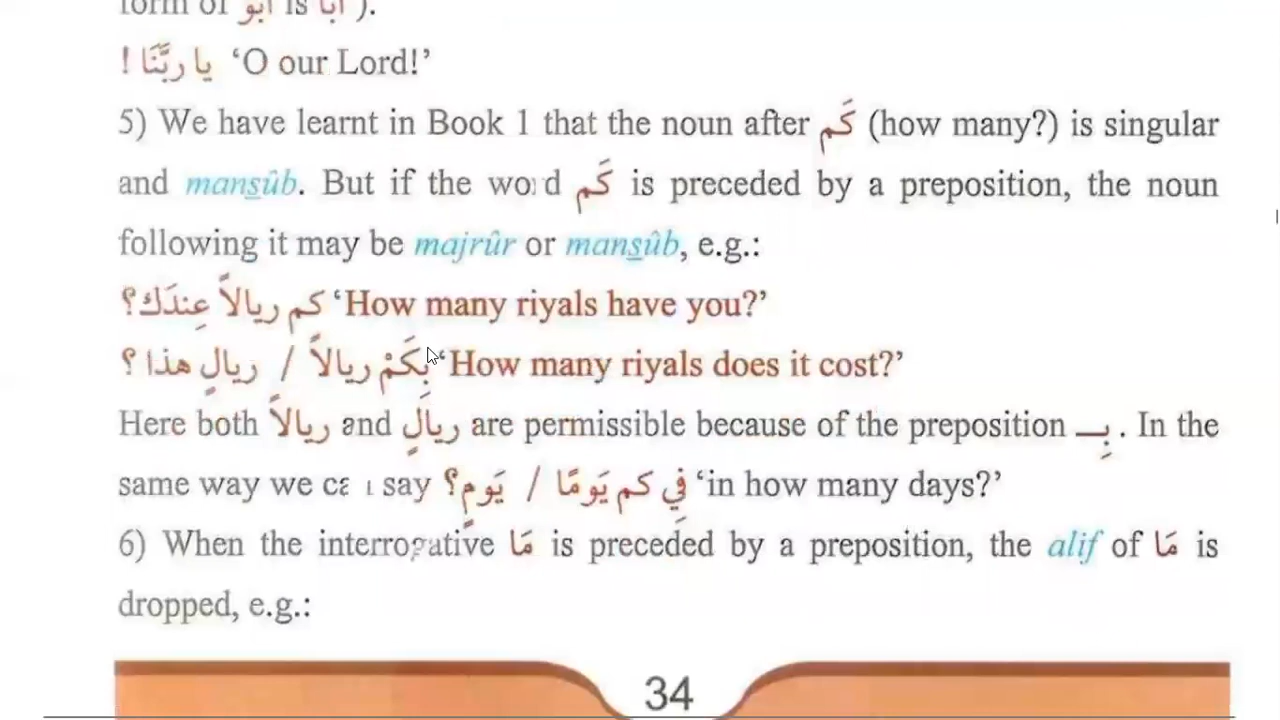 form of أبو is أبا ).
يا ربَّنَا ! ‘O our Lord!’
5) We have learnt in Book 1 that the noun after كَم (how many?) is singular
and mansûb. But if the word كَم is preceded by a preposition, the noun
following it may be majrûr or mansûb, e.g.:
كم ريالاً عِندَك؟ ‘How many riyals have you?’
بِكَمْ ريالاً / ريالٍ هذا ؟ ‘How many riyals does it cost?’
Here both ريالاً and ريالٍ are permissible because of the preposition بِـ . In the
same way we can say في كم يَومًا / يَومٍ؟ ‘in how many days?’
6) When the interrogative مَا is preceded by a preposition, the alif of مَا is
dropped, e.g.:
34